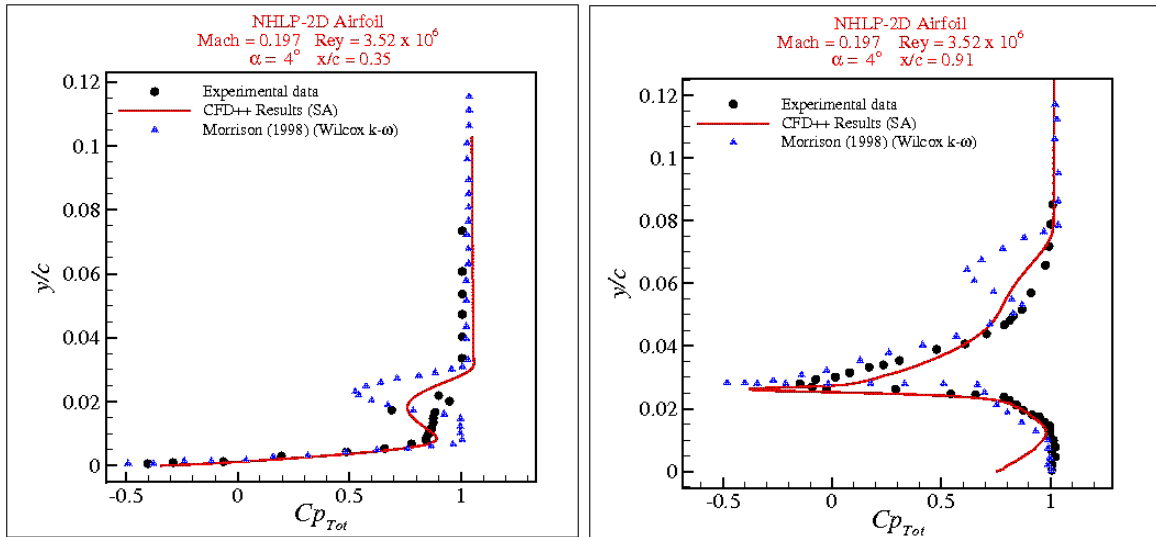 NHLP-2D Airfoil
Mach = 0.197 Rey = 3.52 x 10⁶
α = 4° x/c = 0.35
0.12
0.1
0.08
0.06
0.04
0.02
0
y/c
Experimental data
CFD++ Results (SA)
Morrison (1998) (Wilcox k-ω)
-0.5
0
0.5
1
Cp_Tot
NHLP-2D Airfoil
Mach = 0.197 Rey = 3.52 x 10⁶
α = 4° x/c = 0.91
0.12
0.1
0.08
0.06
0.04
0.02
0
y/c
Experimental data
CFD++ Results (SA)
Morrison (1998) (Wilcox k-ω)
-0.5
0
0.5
1
Cp_Tot